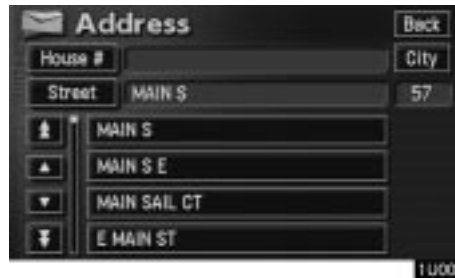 Address
Back
House #
City
Street MAIN S 57
MAIN S
MAIN S E
MAIN SAIL CT
E MAIN ST
1U00